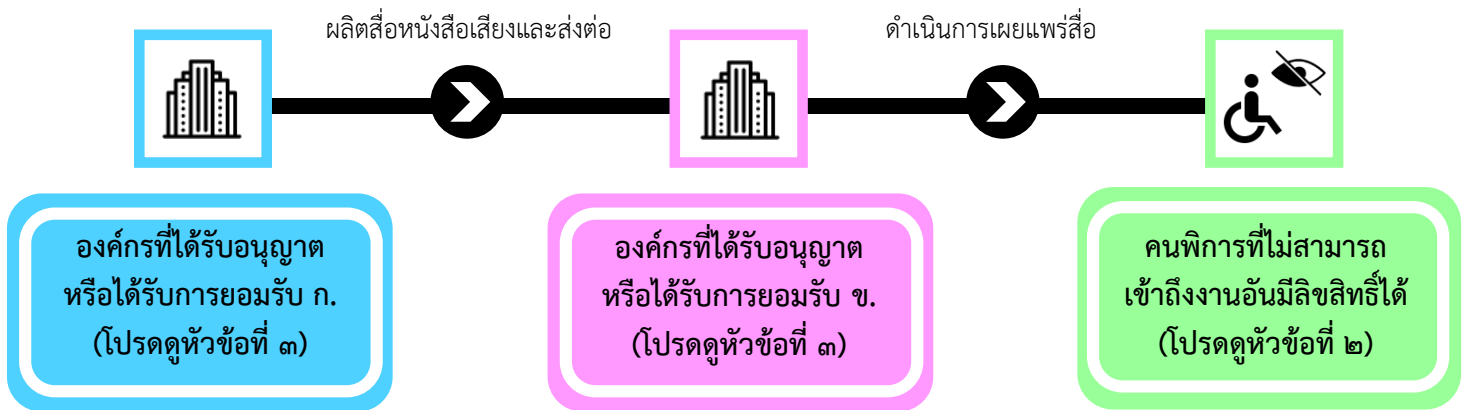 ผลิตสื่อหนังสือเสียงและส่งต่อ
ดำเนินการเผยแพร่สื่อ
องค์กรที่ได้รับอนุญาต
หรือได้รับการยอมรับ ก.
(โปรดดูหัวข้อที่ ๓)
องค์กรที่ได้รับอนุญาต
หรือได้รับการยอมรับ ข.
(โปรดดูหัวข้อที่ ๓)
คนพิการที่ไม่สามารถ
เข้าถึงงานอันมีลิขสิทธิ์ได้
(โปรดดูหัวข้อที่ ๒)